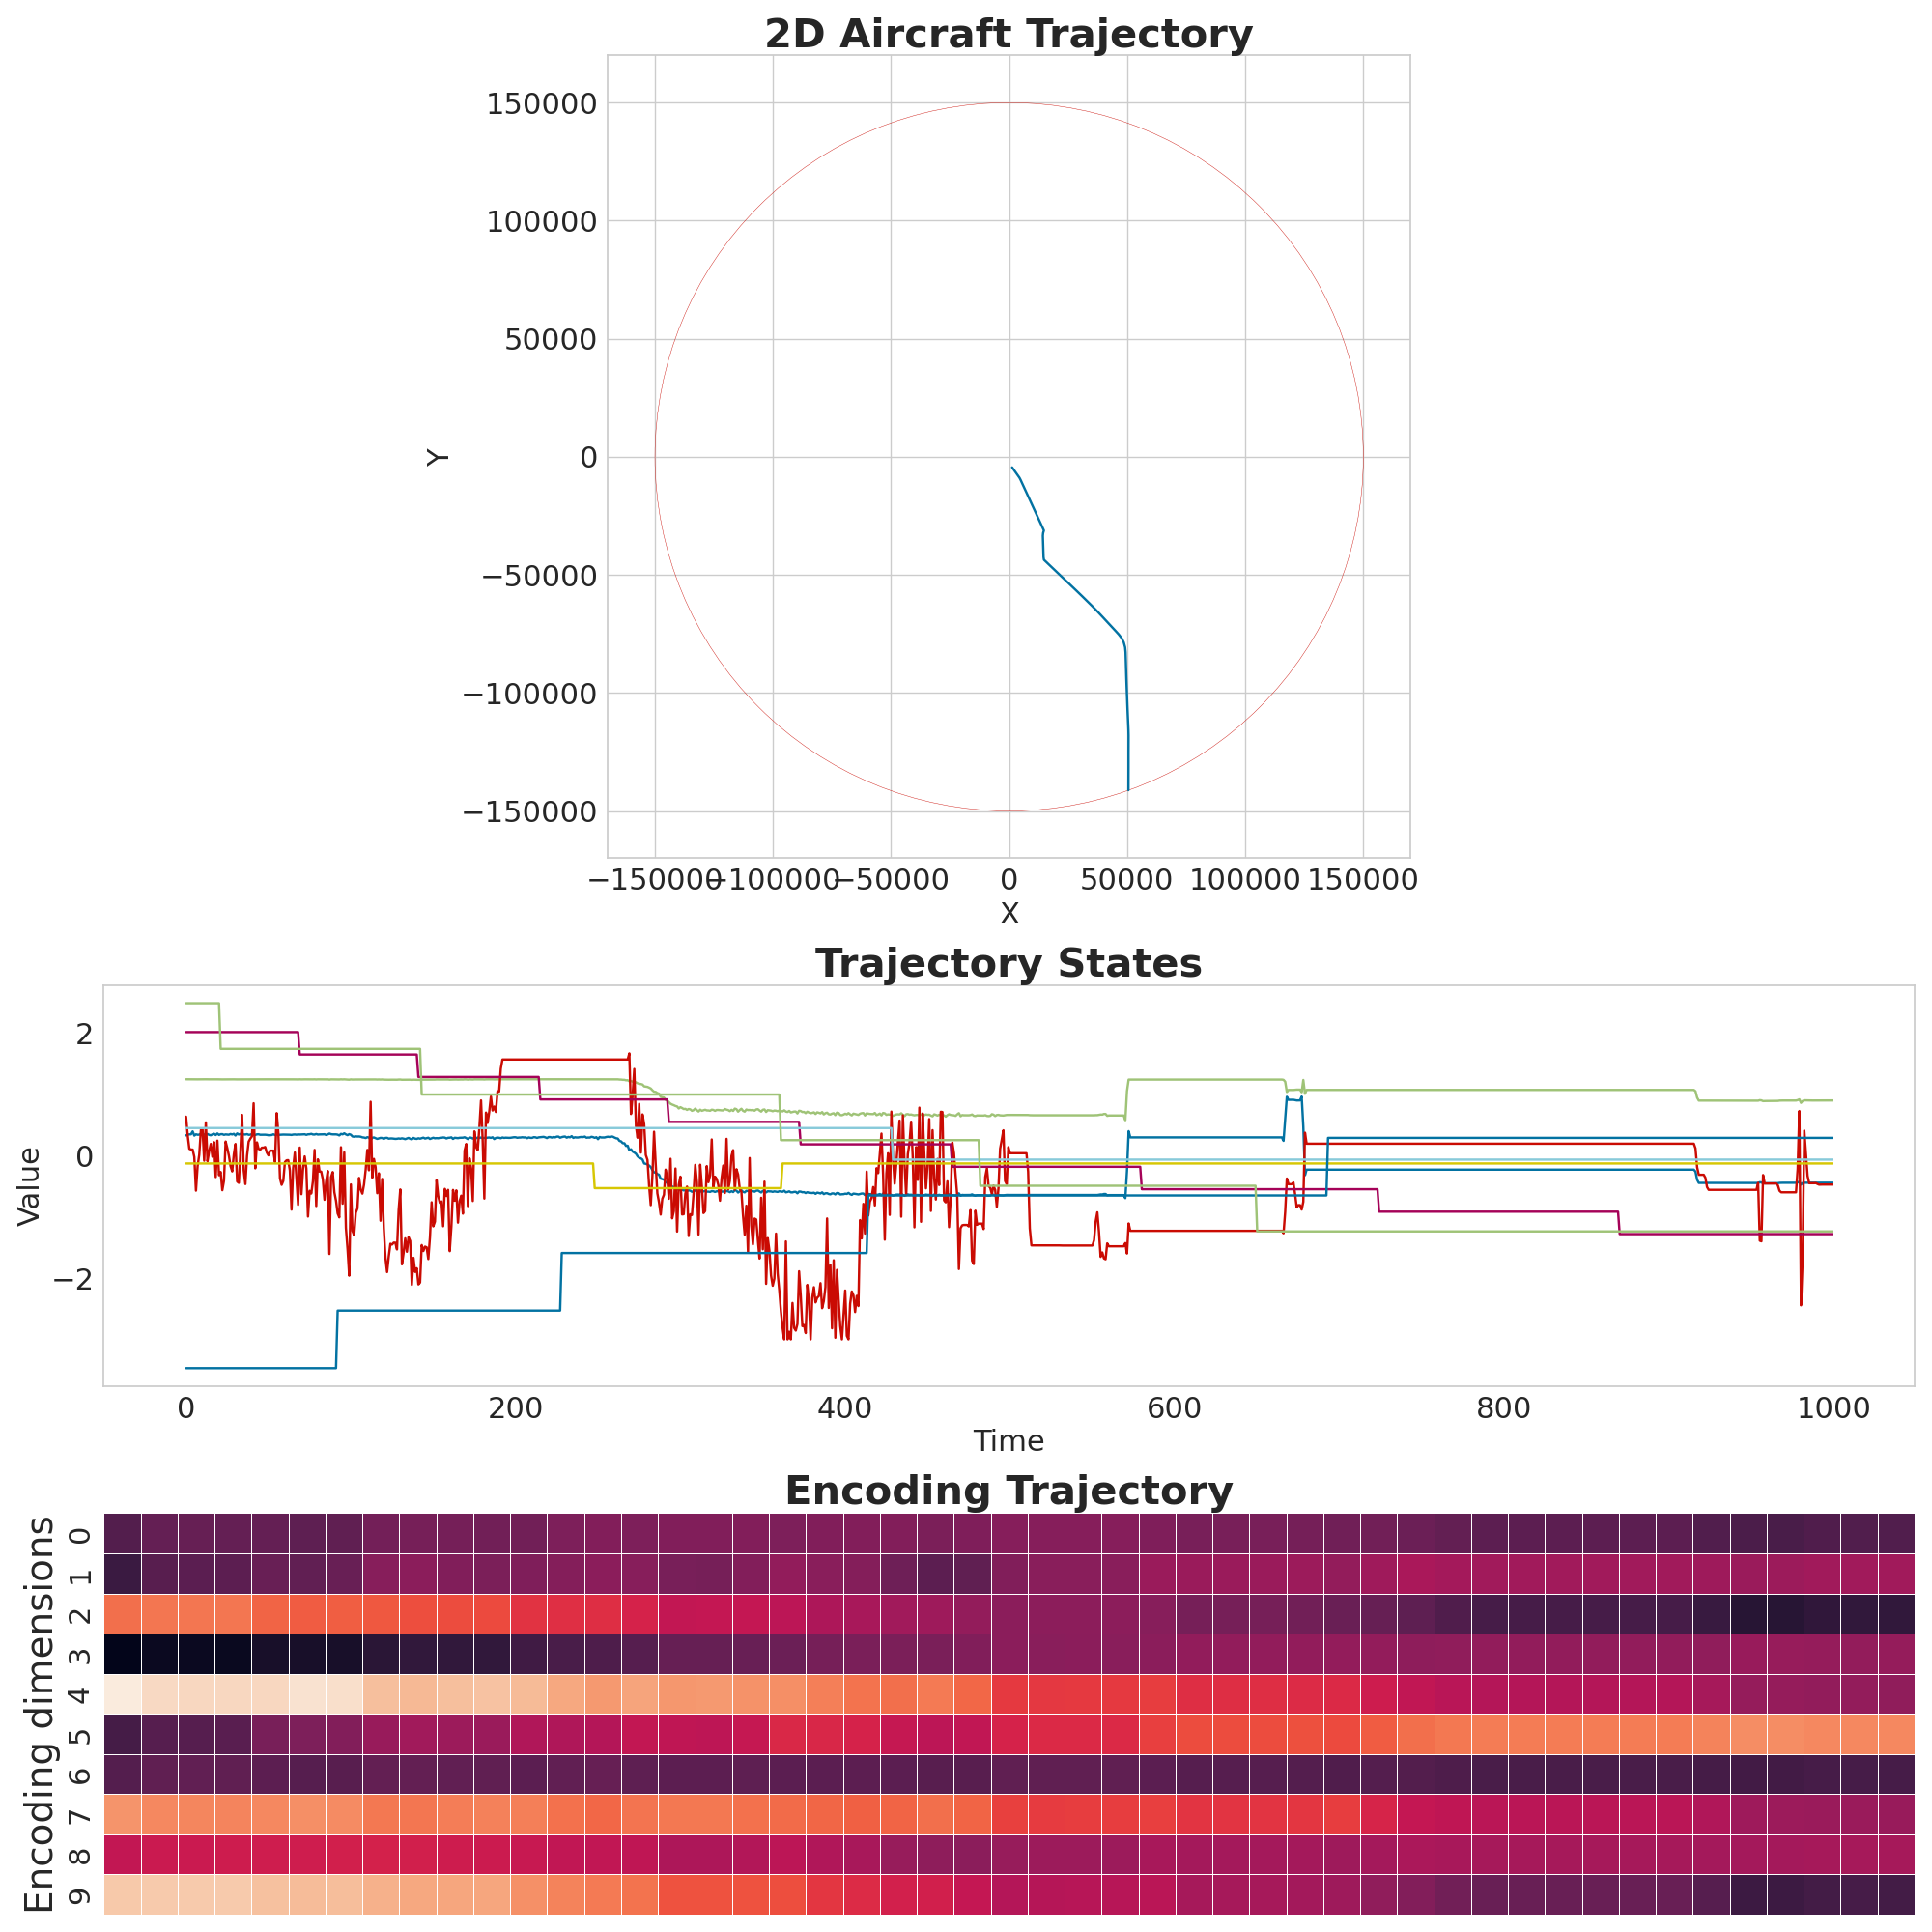 2D Aircraft Trajectory
150000
100000
50000
0
−50000
−100000
−150000
Y
−150000 −100000 −50000 0 50000 100000 150000
X
Trajectory States
2
0
−2
Value
0 200 400 600 800 1000
Time
Encoding Trajectory
Encoding dimensions
0
1
2
3
4
5
6
7
8
9